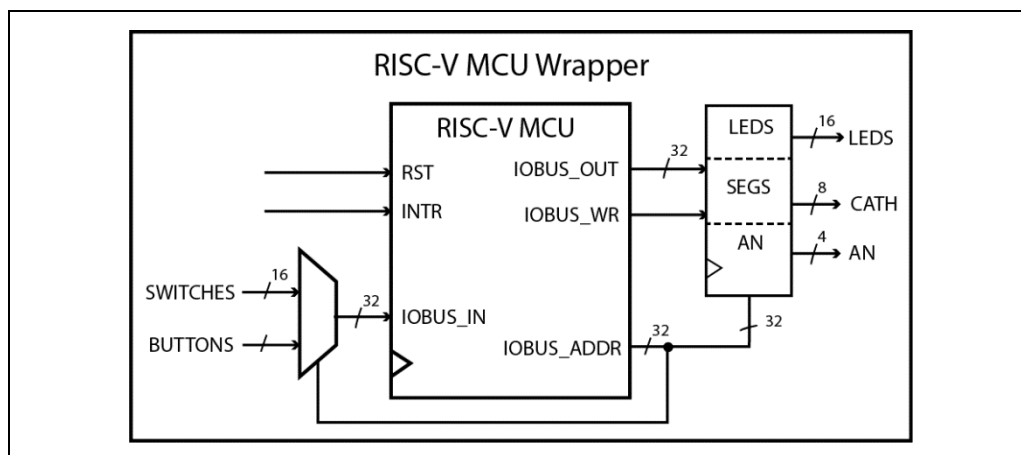 RISC-V MCU Wrapper
RISC-V MCU
RST
INTR
IOBUS_IN
IOBUS_OUT
IOBUS_WR
IOBUS_ADDR
SWITCHES
16
BUTTONS
32
32
32
32
LEDS
SEGS
AN
16
LEDS
8
CATH
4
AN